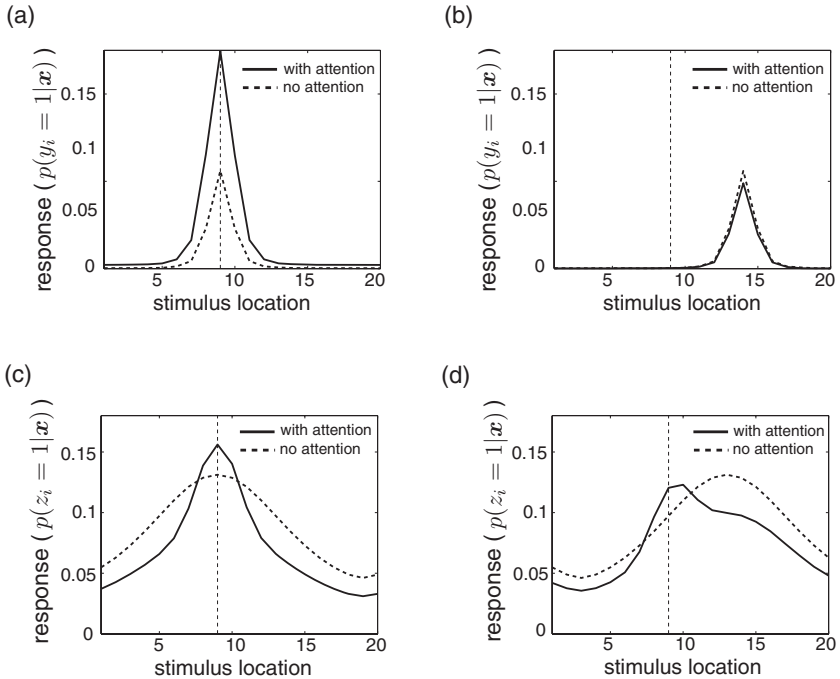 (a)
response ( p(y_i = 1|x) )
0.15
0.1
0.05
0
with attention
no attention
5 10 15 20
stimulus location
(b)
response ( p(y_i = 1|x) )
0.15
0.1
0.05
0
with attention
no attention
5 10 15 20
stimulus location
(c)
response ( p(z_i = 1|x) )
0.15
0.1
0.05
0
with attention
no attention
5 10 15 20
stimulus location
(d)
response ( p(z_i = 1|x) )
0.15
0.1
0.05
0
with attention
no attention
5 10 15 20
stimulus location